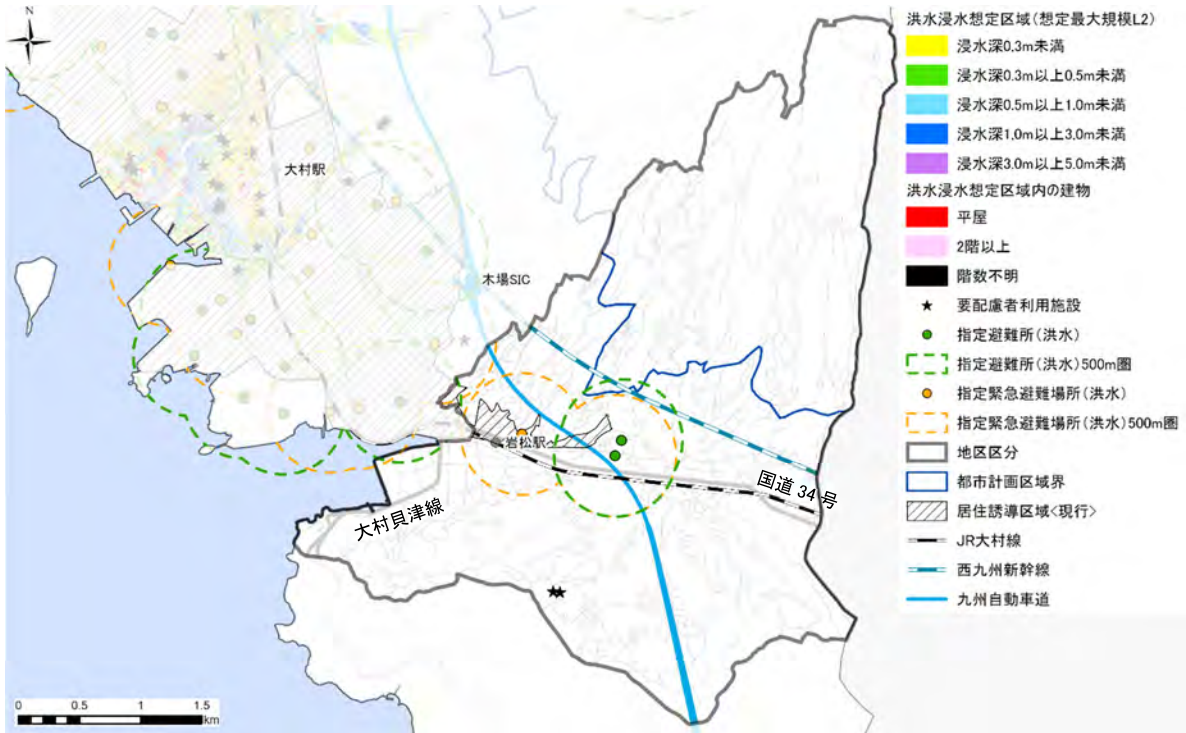 N
大村駅
木場SIC
岩松駅
国道 34 号
大村貝津線
0 0.5 1 1.5
km
洪水浸水想定区域(想定最大規模L2)
浸水深0.3m未満
浸水深0.3m以上0.5m未満
浸水深0.5m以上1.0m未満
浸水深1.0m以上3.0m未満
浸水深3.0m以上5.0m未満
洪水浸水想定区域内の建物
平屋
2階以上
階数不明
要配慮者利用施設
指定避難所(洪水)
指定避難所(洪水)500m圏
指定緊急避難場所(洪水)
指定緊急避難場所(洪水)500m圏
地区区分
都市計画区域界
居住誘導区域<現行>
JR大村線
西九州新幹線
九州自動車道